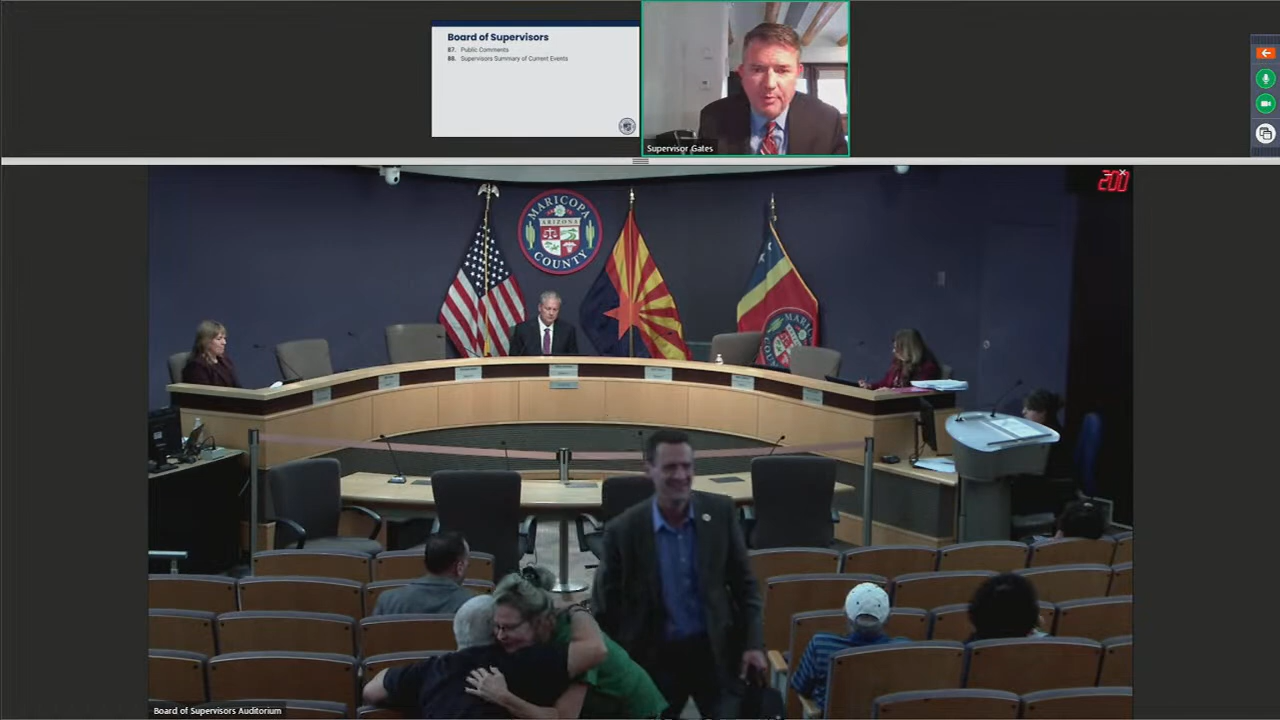 Board of Supervisors
87. Public Comments
88. Supervisors Summary of Current Events
Supervisor Gates
200
MARICOPA
ARIZONA
COUNTY
MARICOPA
Board of Supervisors Auditorium